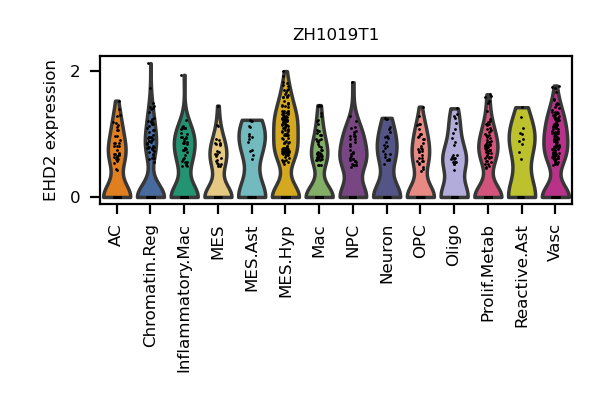 ZH1019T1
EHD2 expression
2
0
AC
Chromatin.Reg
Inflammatory.Mac
MES
MES.Ast
MES.Hyp
Mac
NPC
Neuron
OPC
Oligo
Prolif.Metab
Reactive.Ast
Vasc